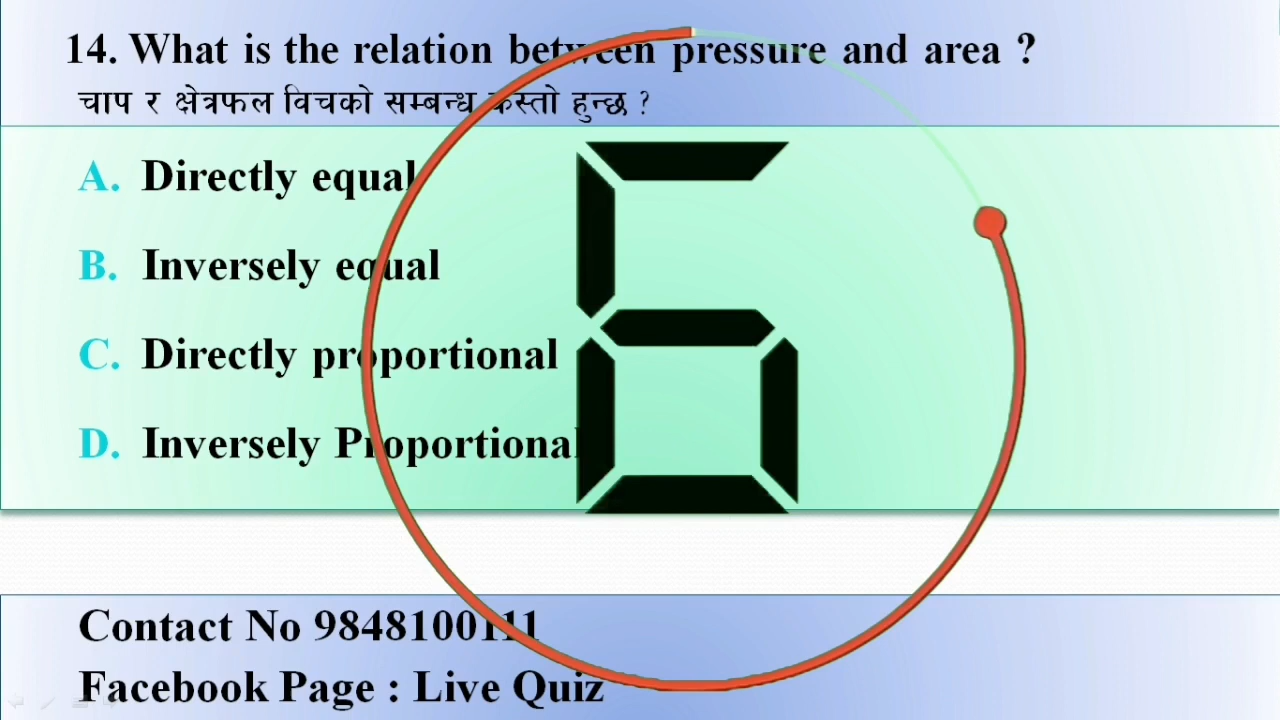 14. What is the relation between pressure and area ?
चाप र क्षेत्रफल विचको सम्बन्ध कस्तो हुन्छ ?
A. Directly equal
B. Inversely equal
C. Directly proportional
D. Inversely Proportional
6
Contact No 9848100111
Facebook Page : Live Quiz